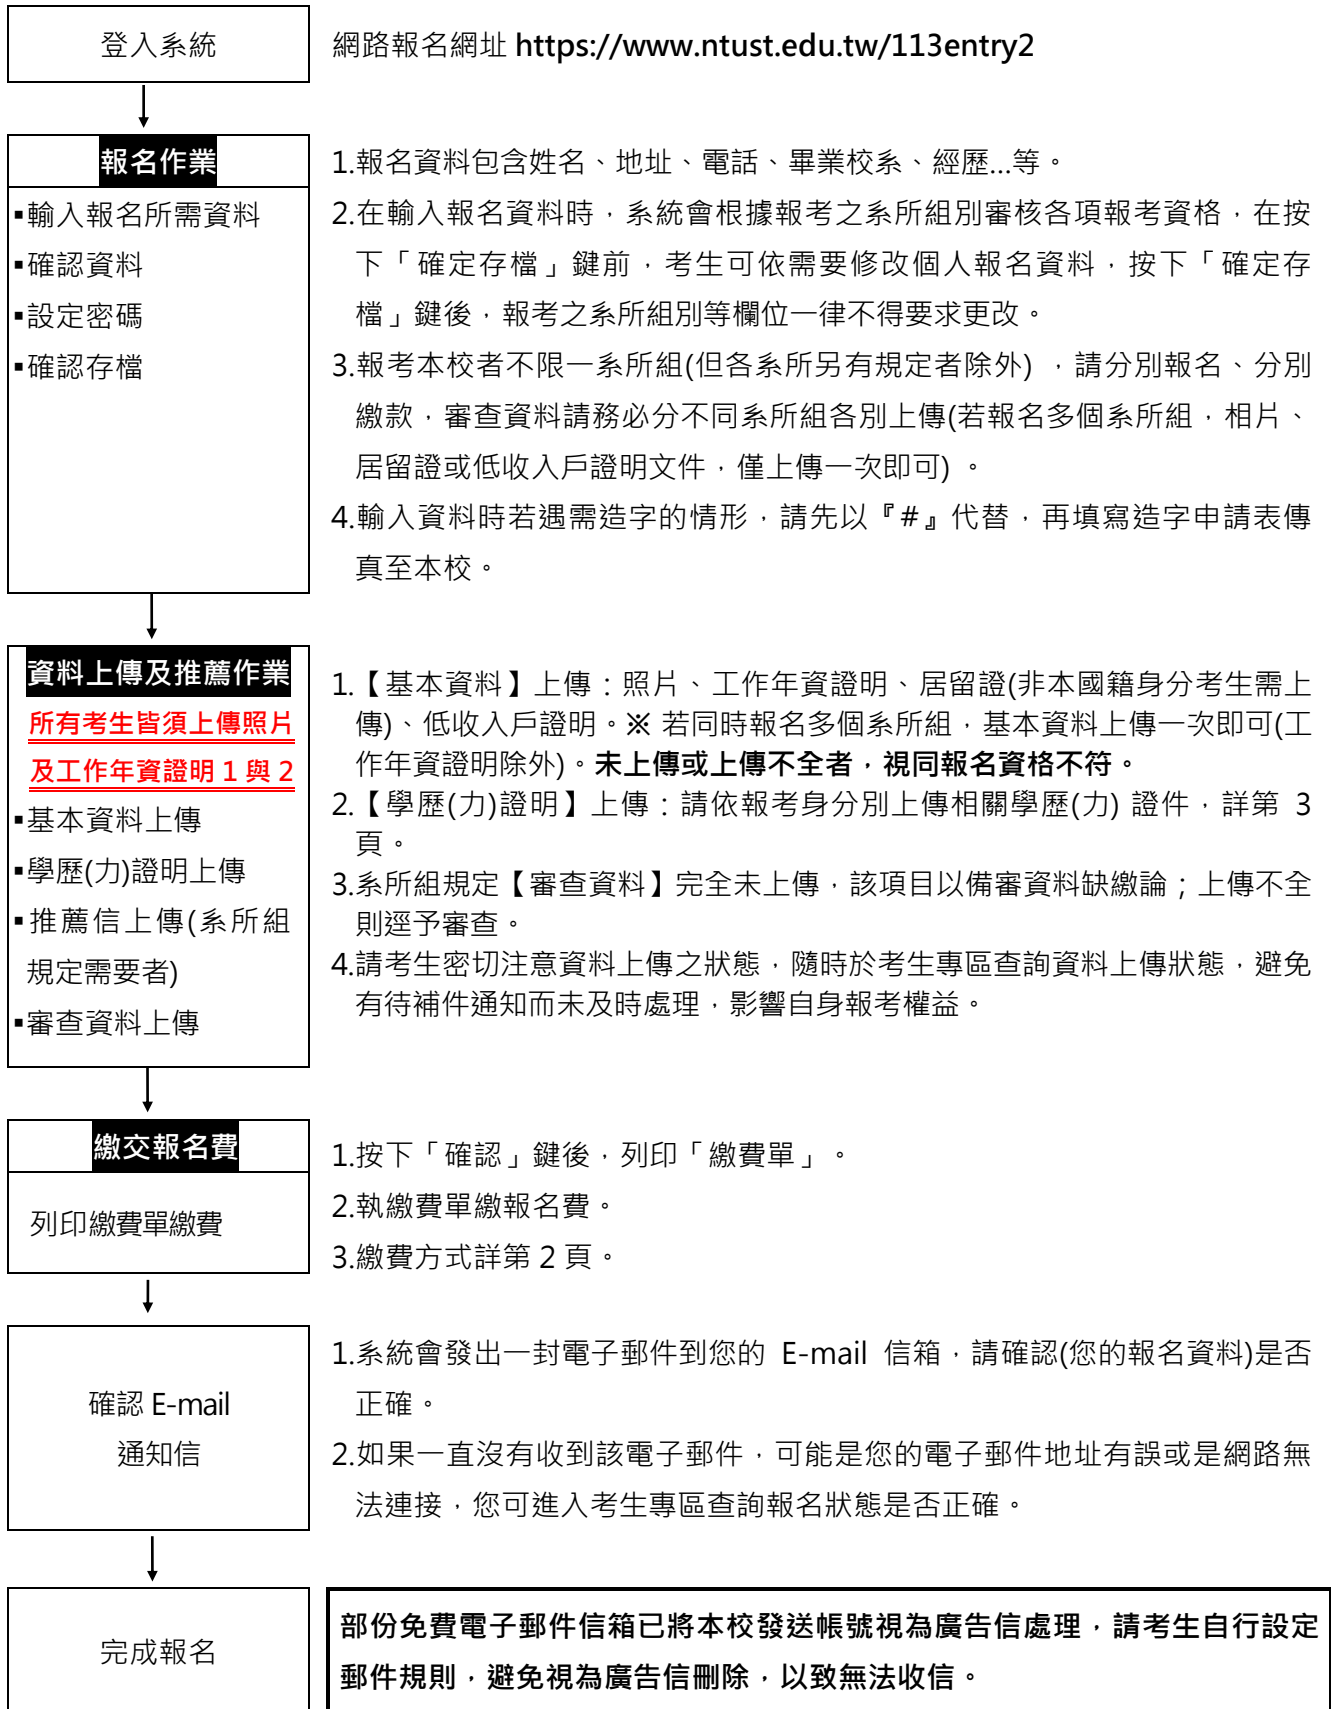 登入系統
網路報名網址 https://www.ntust.edu.tw/113entry2
報名作業
▪輸入報名所需資料
▪確認資料
▪設定密碼
▪確認存檔
1.報名資料包含姓名、地址、電話、畢業校系、經歷...等。
2.在輸入報名資料時，系統會根據報考之系所組別審核各項報考資格，在按
下「確定存檔」鍵前，考生可依需要修改個人報名資料，按下「確定存
檔」鍵後，報考之系所組別等欄位一律不得要求更改。
3.報考本校者不限一系所組(但各系所另有規定者除外) ，請分別報名、分別
繳款，審查資料請務必分不同系所組各別上傳(若報名多個系所組，相片、
居留證或低收入戶證明文件，僅上傳一次即可) 。
4.輸入資料時若遇需造字的情形，請先以『#』代替，再填寫造字申請表傳
真至本校。
資料上傳及推薦作業
所有考生皆須上傳照片
及工作年資證明 1 與 2
▪基本資料上傳
▪學歷(力)證明上傳
▪推薦信上傳(系所組
規定需要者)
▪審查資料上傳
1.【基本資料】上傳：照片、工作年資證明、居留證(非本國籍身分考生需上
傳)、低收入戶證明。※ 若同時報名多個系所組，基本資料上傳一次即可(工
作年資證明除外)。未上傳或上傳不全者，視同報名資格不符。
2.【學歷(力)證明】上傳：請依報考身分別上傳相關學歷(力) 證件，詳第 3
頁。
3.系所組規定【審查資料】完全未上傳，該項目以備審資料缺繳論；上傳不全
則逕予審查。
4.請考生密切注意資料上傳之狀態，隨時於考生專區查詢資料上傳狀態，避免
有待補件通知而未及時處理，影響自身報考權益。
繳交報名費
列印繳費單繳費
1.按下「確認」鍵後，列印「繳費單」。
2.執繳費單繳報名費。
3.繳費方式詳第 2 頁。
確認 E-mail
通知信
1.系統會發出一封電子郵件到您的 E-mail 信箱，請確認(您的報名資料)是否
正確。
2.如果一直沒有收到該電子郵件，可能是您的電子郵件地址有誤或是網路無
法連接，您可進入考生專區查詢報名狀態是否正確。
完成報名
部份免費電子郵件信箱已將本校發送帳號視為廣告信處理，請考生自行設定
郵件規則，避免視為廣告信刪除，以致無法收信。